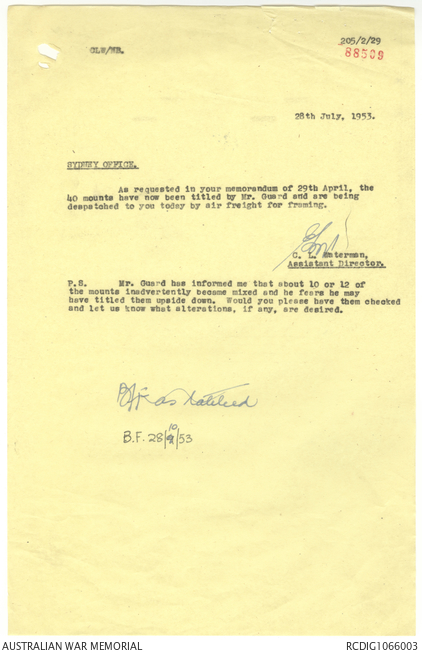 205/2/29
CLW/HR.
88509
28th July, 1953.
SYDNEY OFFICE.
As requested in your memorandum of 29th April, the
40 mounts have now been titled by Mr. Guard and are being
despatched to you today by air freight for framing.
C. L. Waterman,
Assistant Director.
P.S. Mr. Guard has informed me that about 10 or 12 of
the mounts inadvertently became mixed and he fears he may
have titled them upside down. Would you please have them checked
and let us know what alterations, if any, are desired.
as
B.F. 28/10/53
AUSTRALIAN WAR MEMORIAL
RCDIG1066003